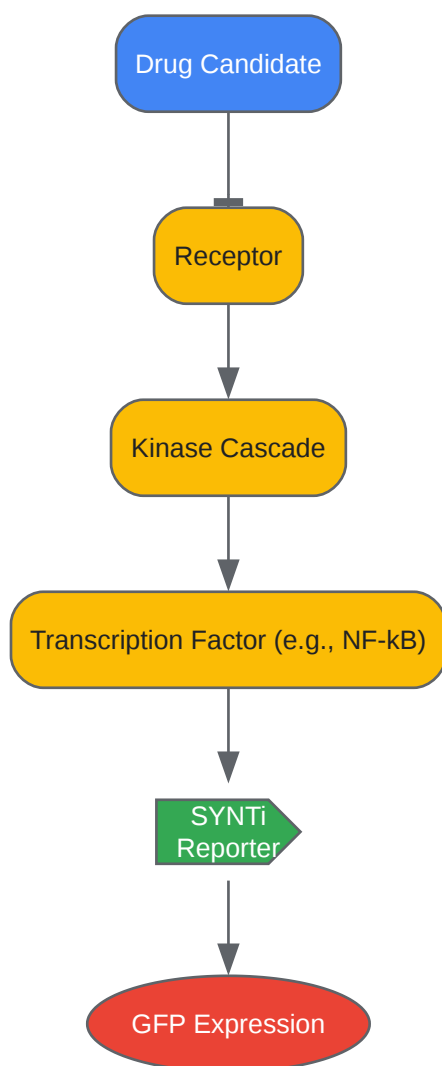 Drug Candidate
Receptor
Kinase Cascade
Transcription Factor (e.g., NF-kB)
SYNTi
Reporter
GFP Expression